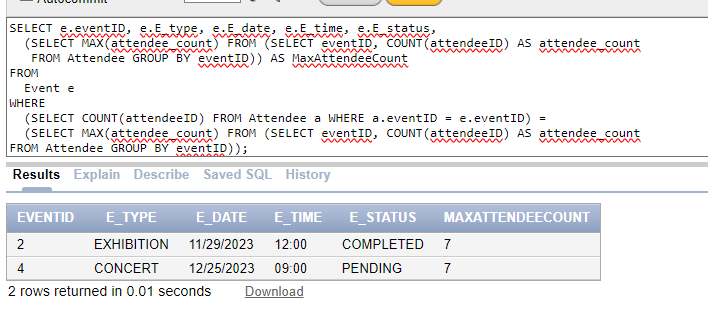 Autocommit
SELECT e.eventID, e.E_type, e.E_date, e.E_time, e.E_status,
(SELECT MAX(attendee_count) FROM (SELECT eventID, COUNT(attendeeID) AS attendee_count
FROM Attendee GROUP BY eventID)) AS MaxAttendeeCount
FROM
Event e
WHERE
(SELECT COUNT(attendeeID) FROM Attendee a WHERE a.eventID = e.eventID) =
(SELECT MAX(attendee_count) FROM (SELECT eventID, COUNT(attendeeID) AS attendee_count
FROM Attendee GROUP BY eventID));
Results Explain Describe Saved SQL History
EVENTID E_TYPE E_DATE E_TIME E_STATUS MAXATTENDEECOUNT
2 EXHIBITION 11/29/2023 12:00 COMPLETED 7
4 CONCERT 12/25/2023 09:00 PENDING 7
2 rows returned in 0.01 seconds Download